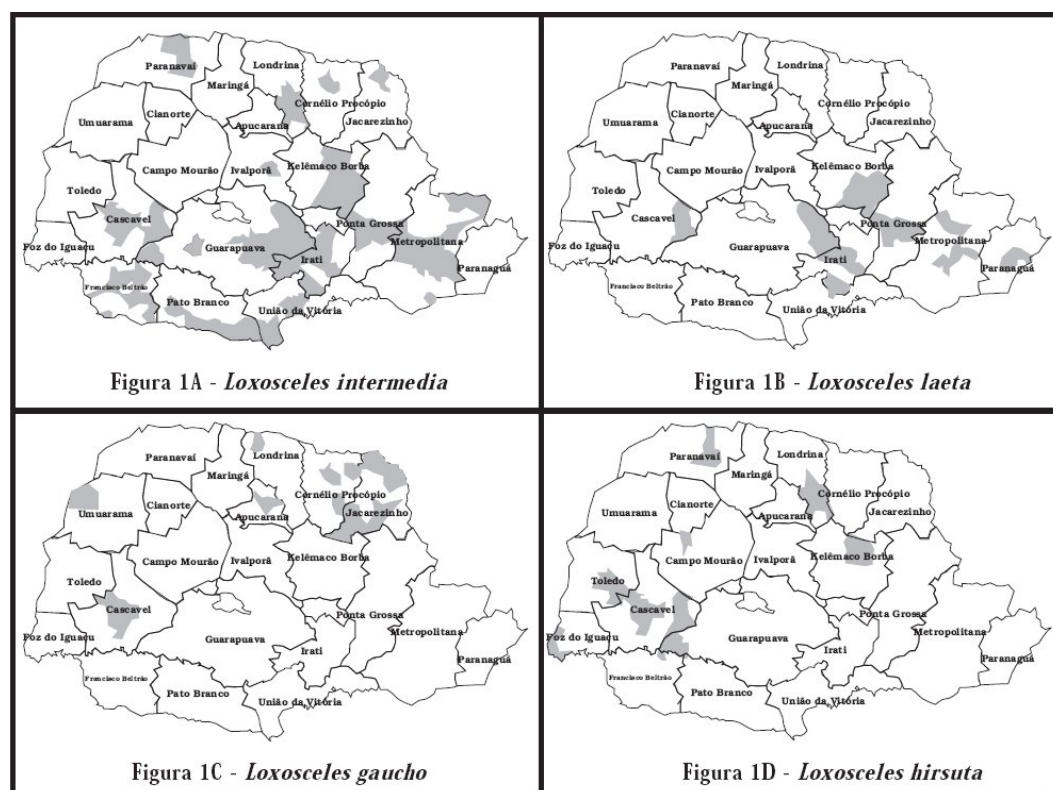 Paranavaí
Londrina
Maringá
Cornélio Procópio
Umuarama
Cianorte
Apucarana
Jacarezinho
Campo Mourão
Ivalporã
Kelêmaco Borba
Toledo
Cascavel
Ponta Grossa
Foz do Iguaçu
Guarapuava
Metropolitana
Irati
Paranaguá
Francisco Beltrão
Pato Branco
União da Vitória
Figura 1A - Loxosceles intermedia
Paranavaí
Londrina
Maringá
Cornélio Procópio
Umuarama
Cianorte
Apucarana
Jacarezinho
Campo Mourão
Ivalporã
Kelêmaco Borba
Toledo
Cascavel
Ponta Grossa
Foz do Iguaçu
Guarapuava
Metropolitana
Irati
Paranaguá
Francisco Beltrão
Pato Branco
União da Vitória
Figura 1B - Loxosceles laeta
Paranavaí
Londrina
Maringá
Cornélio Procópio
Umuarama
Cianorte
Apucarana
Jacarezinho
Campo Mourão
Ivalporã
Kelêmaco Borba
Toledo
Cascavel
Ponta Grossa
Foz do Iguaçu
Guarapuava
Metropolitana
Irati
Paranaguá
Francisco Beltrão
Pato Branco
União da Vitória
Figura 1C - Loxosceles gaucho
Paranavaí
Londrina
Maringá
Cornélio Procópio
Umuarama
Cianorte
Apucarana
Jacarezinho
Campo Mourão
Ivalporã
Kelêmaco Borba
Toledo
Cascavel
Ponta Grossa
Foz do Iguaçu
Guarapuava
Metropolitana
Irati
Paranaguá
Francisco Beltrão
Pato Branco
União da Vitória
Figura 1D - Loxosceles hirsuta